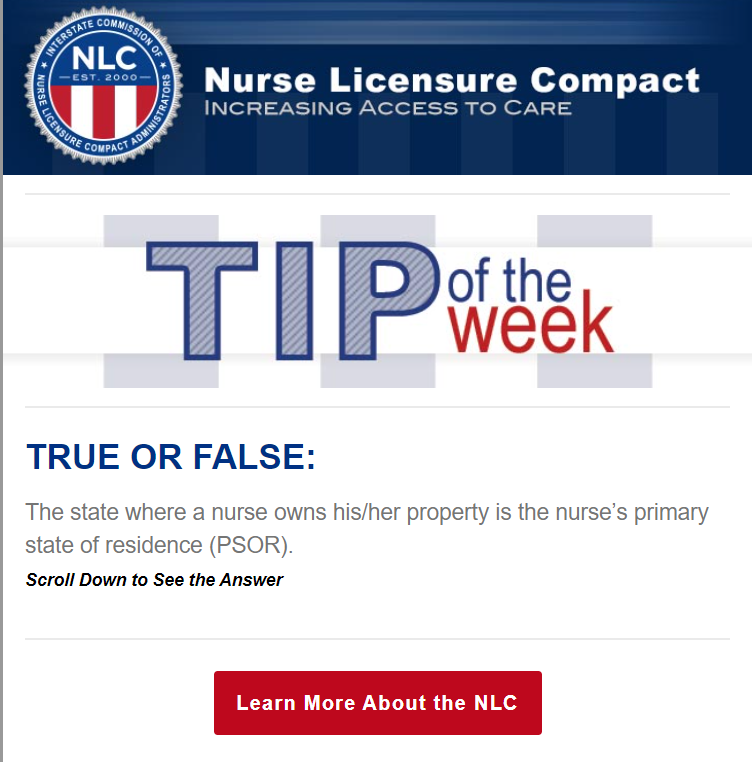 INTERSTATE COMMISSION OF
NLC
EST. 2000
NURSE LICENSURE COMPACT ADMINISTRATORS
Nurse Licensure Compact
INCREASING ACCESS TO CARE
TIP of the
week
TRUE OR FALSE:
The state where a nurse owns his/her property is the nurse’s primary
state of residence (PSOR).
Scroll Down to See the Answer
Learn More About the NLC